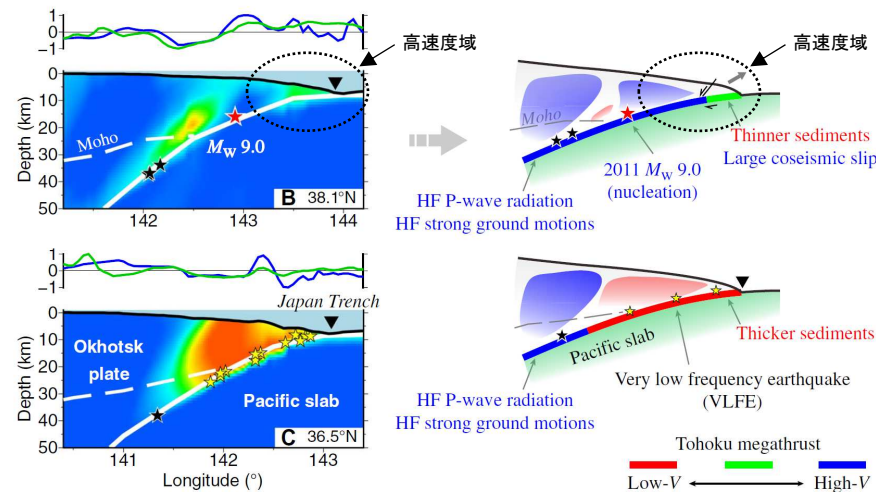 高速度域
高速度域
1
0
−1
0
10
20
30
40
50
Depth (km)
Moho
MW 9.0
B
38.1°N
142
143
144
Moho
Thinner sediments
Large coseismic slip
2011 MW 9.0
(nucleation)
HF P-wave radiation
HF strong ground motions
1
0
−1
Japan Trench
0
10
20
30
40
50
Depth (km)
Okhotsk
plate
Pacific slab
C
36.5°N
141
142
143
Longitude (°)
Pacific slab
Thicker sediments
Very low frequency earthquake
(VLFE)
HF P-wave radiation
HF strong ground motions
Tohoku megathrust
Low-V
High-V